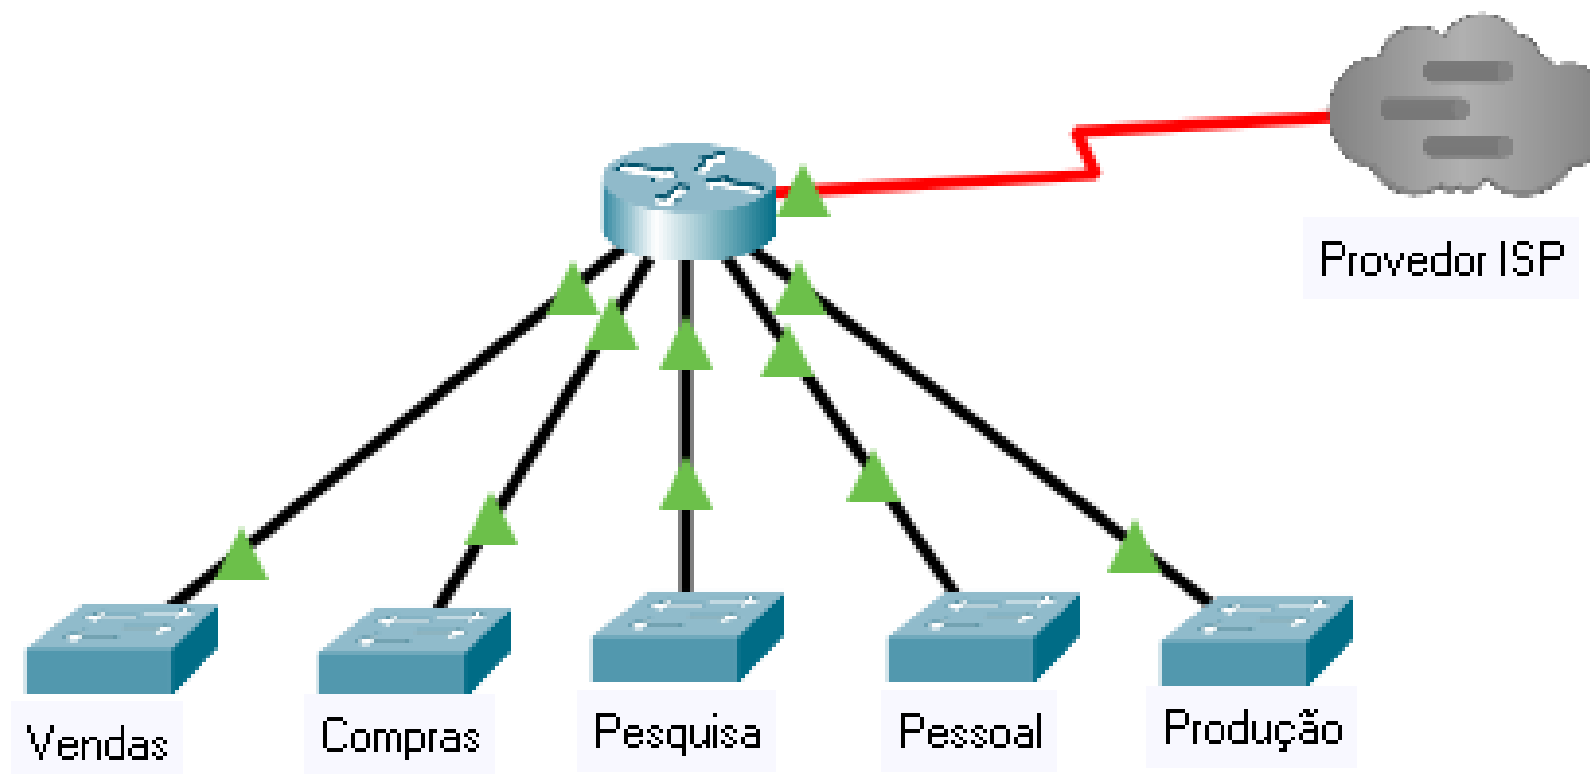 Provedor ISP
Vendas
Compras
Pesquisa
Pessoal
Produção